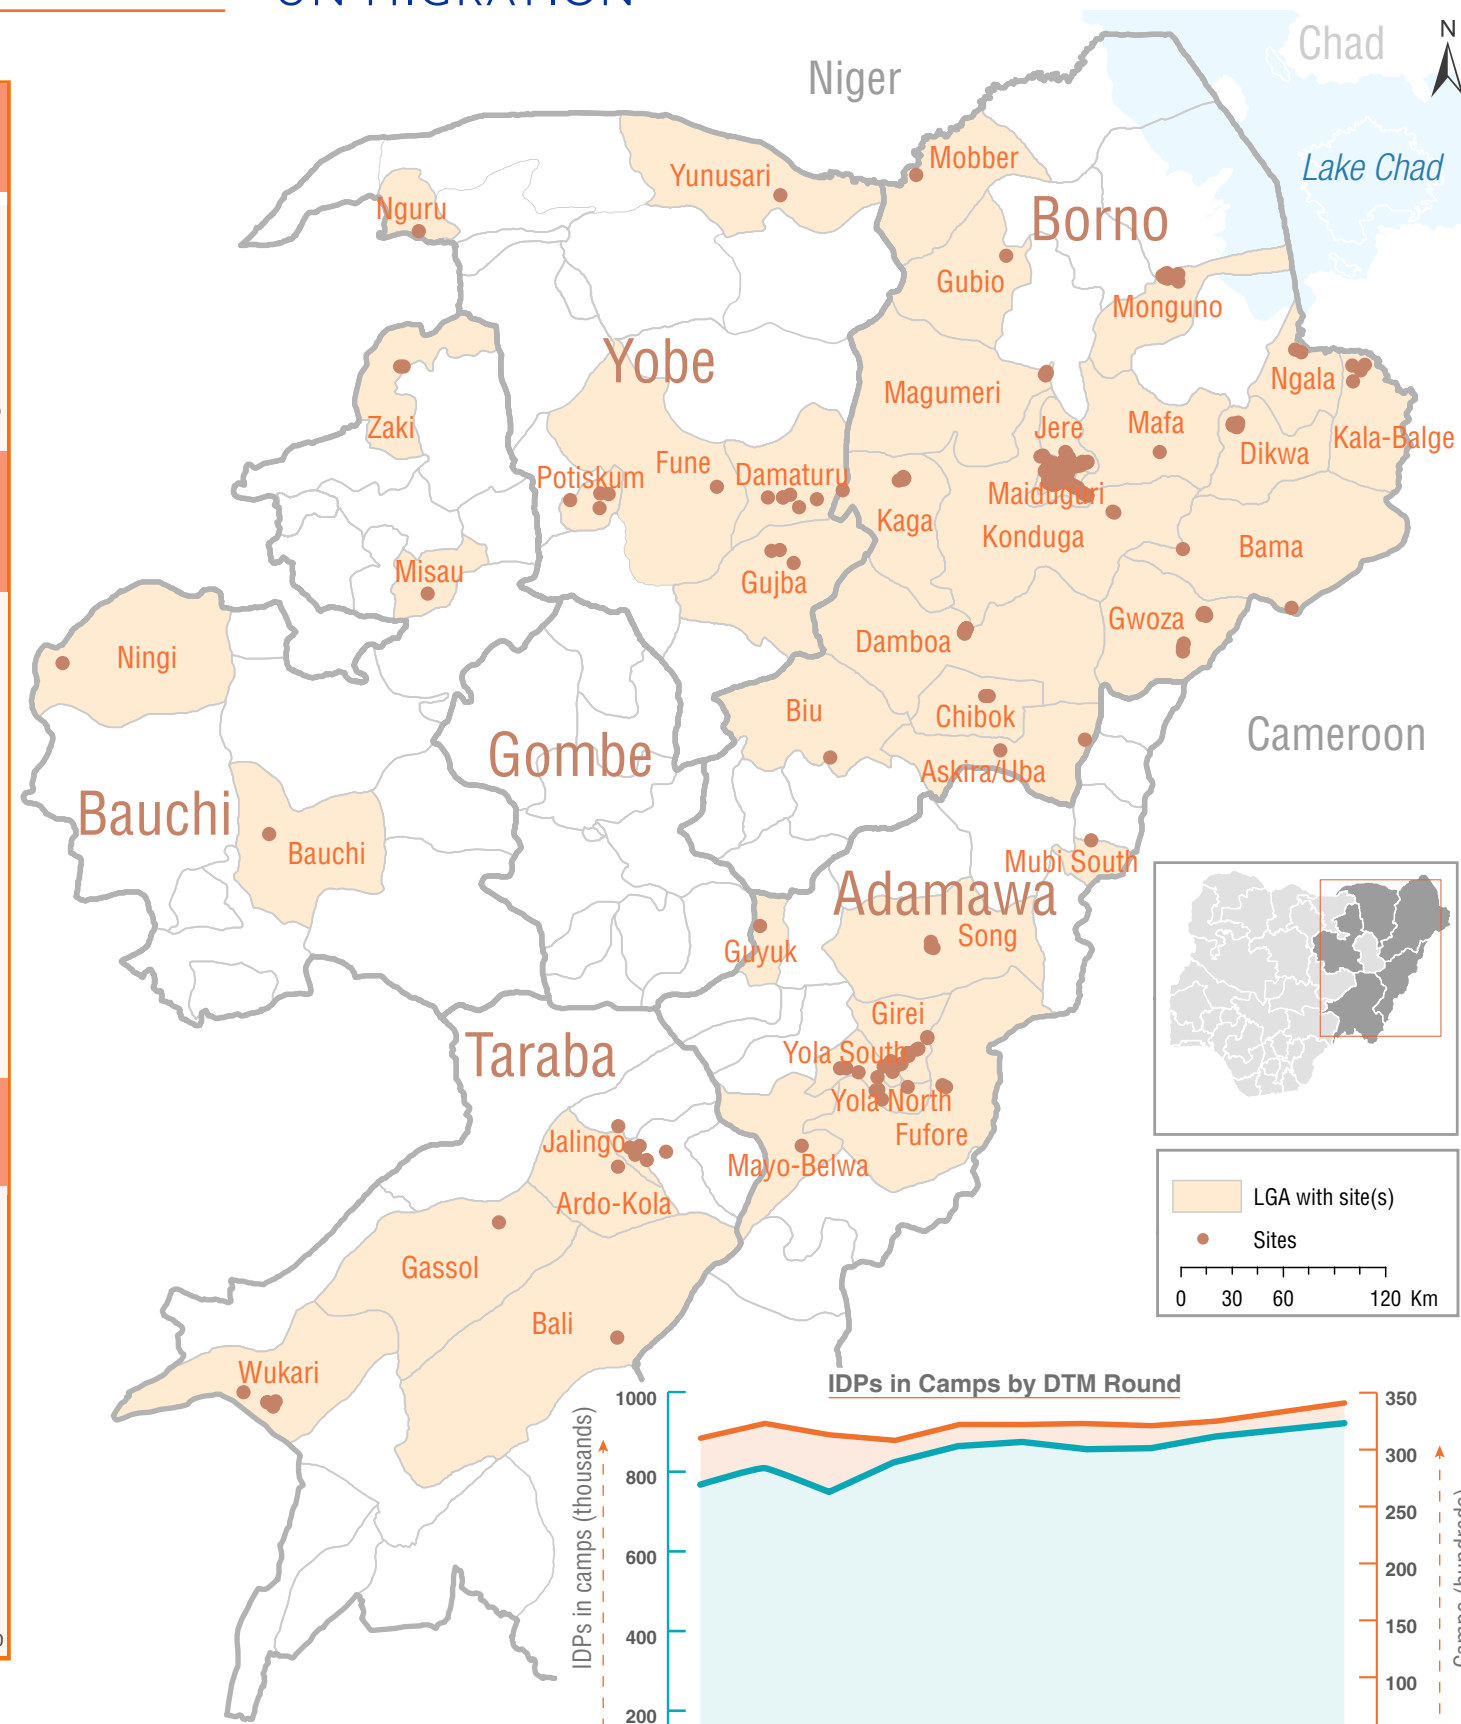 ON MIGRATION
Chad
N
Niger
Lake Chad
Mobber
Yunusari
Nguru
Borno
Gubio
Monguno
Yobe
Ngala
Magumeri
Zaki
Jere
Mafa
Kala-Balge
Dikwa
Fune
Potiskum
Damaturu
Maiduguri
Kaga
Konduga
Bama
Misau
Gujba
Gwoza
Damboa
Ningi
Biu
Chibok
Cameroon
Gombe
Askira/Uba
Bauchi
Bauchi
Mubi South
Adamawa
Song
Guyuk
Girei
Taraba
Yola South
Yola North
Fufore
Jalingo
Mayo-Belwa
Ardo-Kola
LGA with site(s)
Sites
Gassol
0 30 60 120 Km
Bali
Wukari
IDPs in Camps by DTM Round
1000
800
600
400
200
IDPs in camps (thousands)
350
300
250
200
150
100